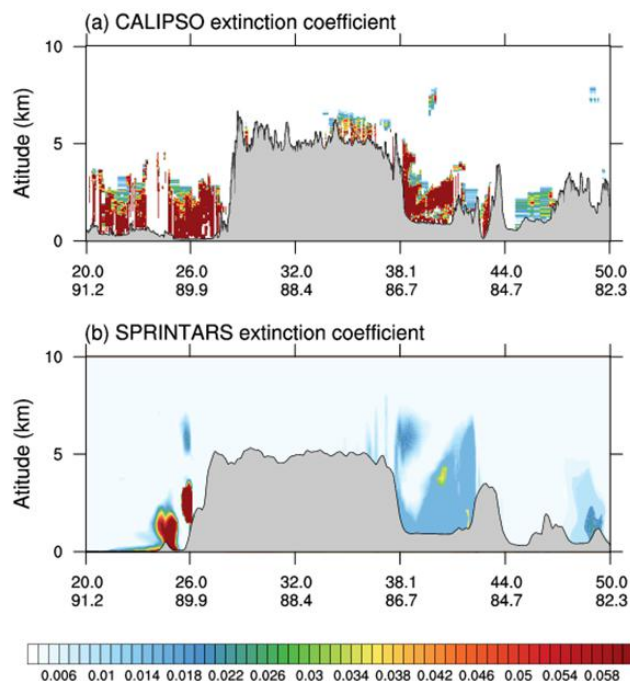 (a) CALIPSO extinction coefficient
10
5
0
Atitude (km)
20.0 26.0 32.0 38.1 44.0 50.0
91.2 89.9 88.4 86.7 84.7 82.3
(b) SPRINTARS extinction coefficient
10
5
0
Atitude (km)
20.0 26.0 32.0 38.1 44.0 50.0
91.2 89.9 88.4 86.7 84.7 82.3
0.006 0.01 0.014 0.018 0.022 0.026 0.03 0.034 0.038 0.042 0.046 0.05 0.054 0.058